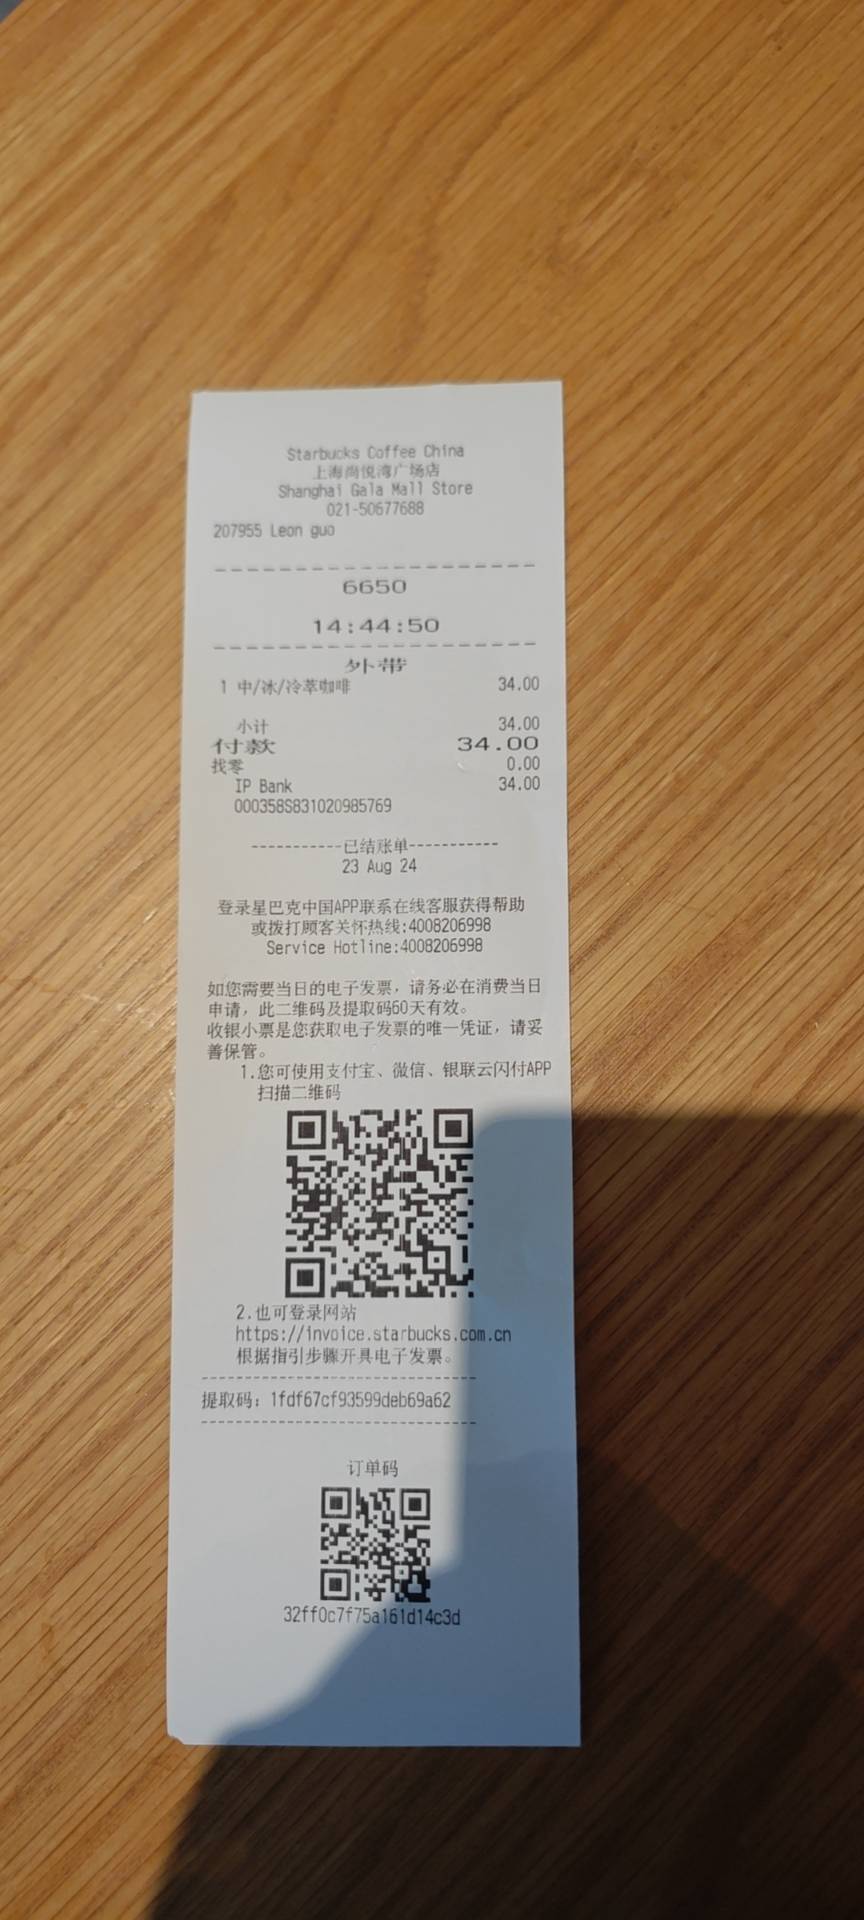 Starbucks Coffee China
上海尚悦湾广场店
Shanghai Gala Mall Store
021-50677688
207955 Leon guo
6650
14:44:50
外带
1 中/冰/冷萃咖啡 34.00
小计 34.00
付款 34.00
找零 0.00
IP Bank 34.00
000358S831020985769
-----------已结账单-----------
23 Aug 24
登录星巴克中国APP联系在线客服获得帮助
或拨打顾客关怀热线:4008206998
Service Hotline:4008206998
如您需要当日的电子发票，请务必在消费当日
申请，此二维码及提取码60天有效。
收银小票是您获取电子发票的唯一凭证，请妥
善保管。
1.您可使用支付宝、微信、银联云闪付APP
扫描二维码
2.也可登录网站
https://invoice.starbucks.com.cn
根据指引步骤开具电子发票。
提取码：1fdf67cf93599deb69a62
订单码
32ff0c7f75a161d14c3d